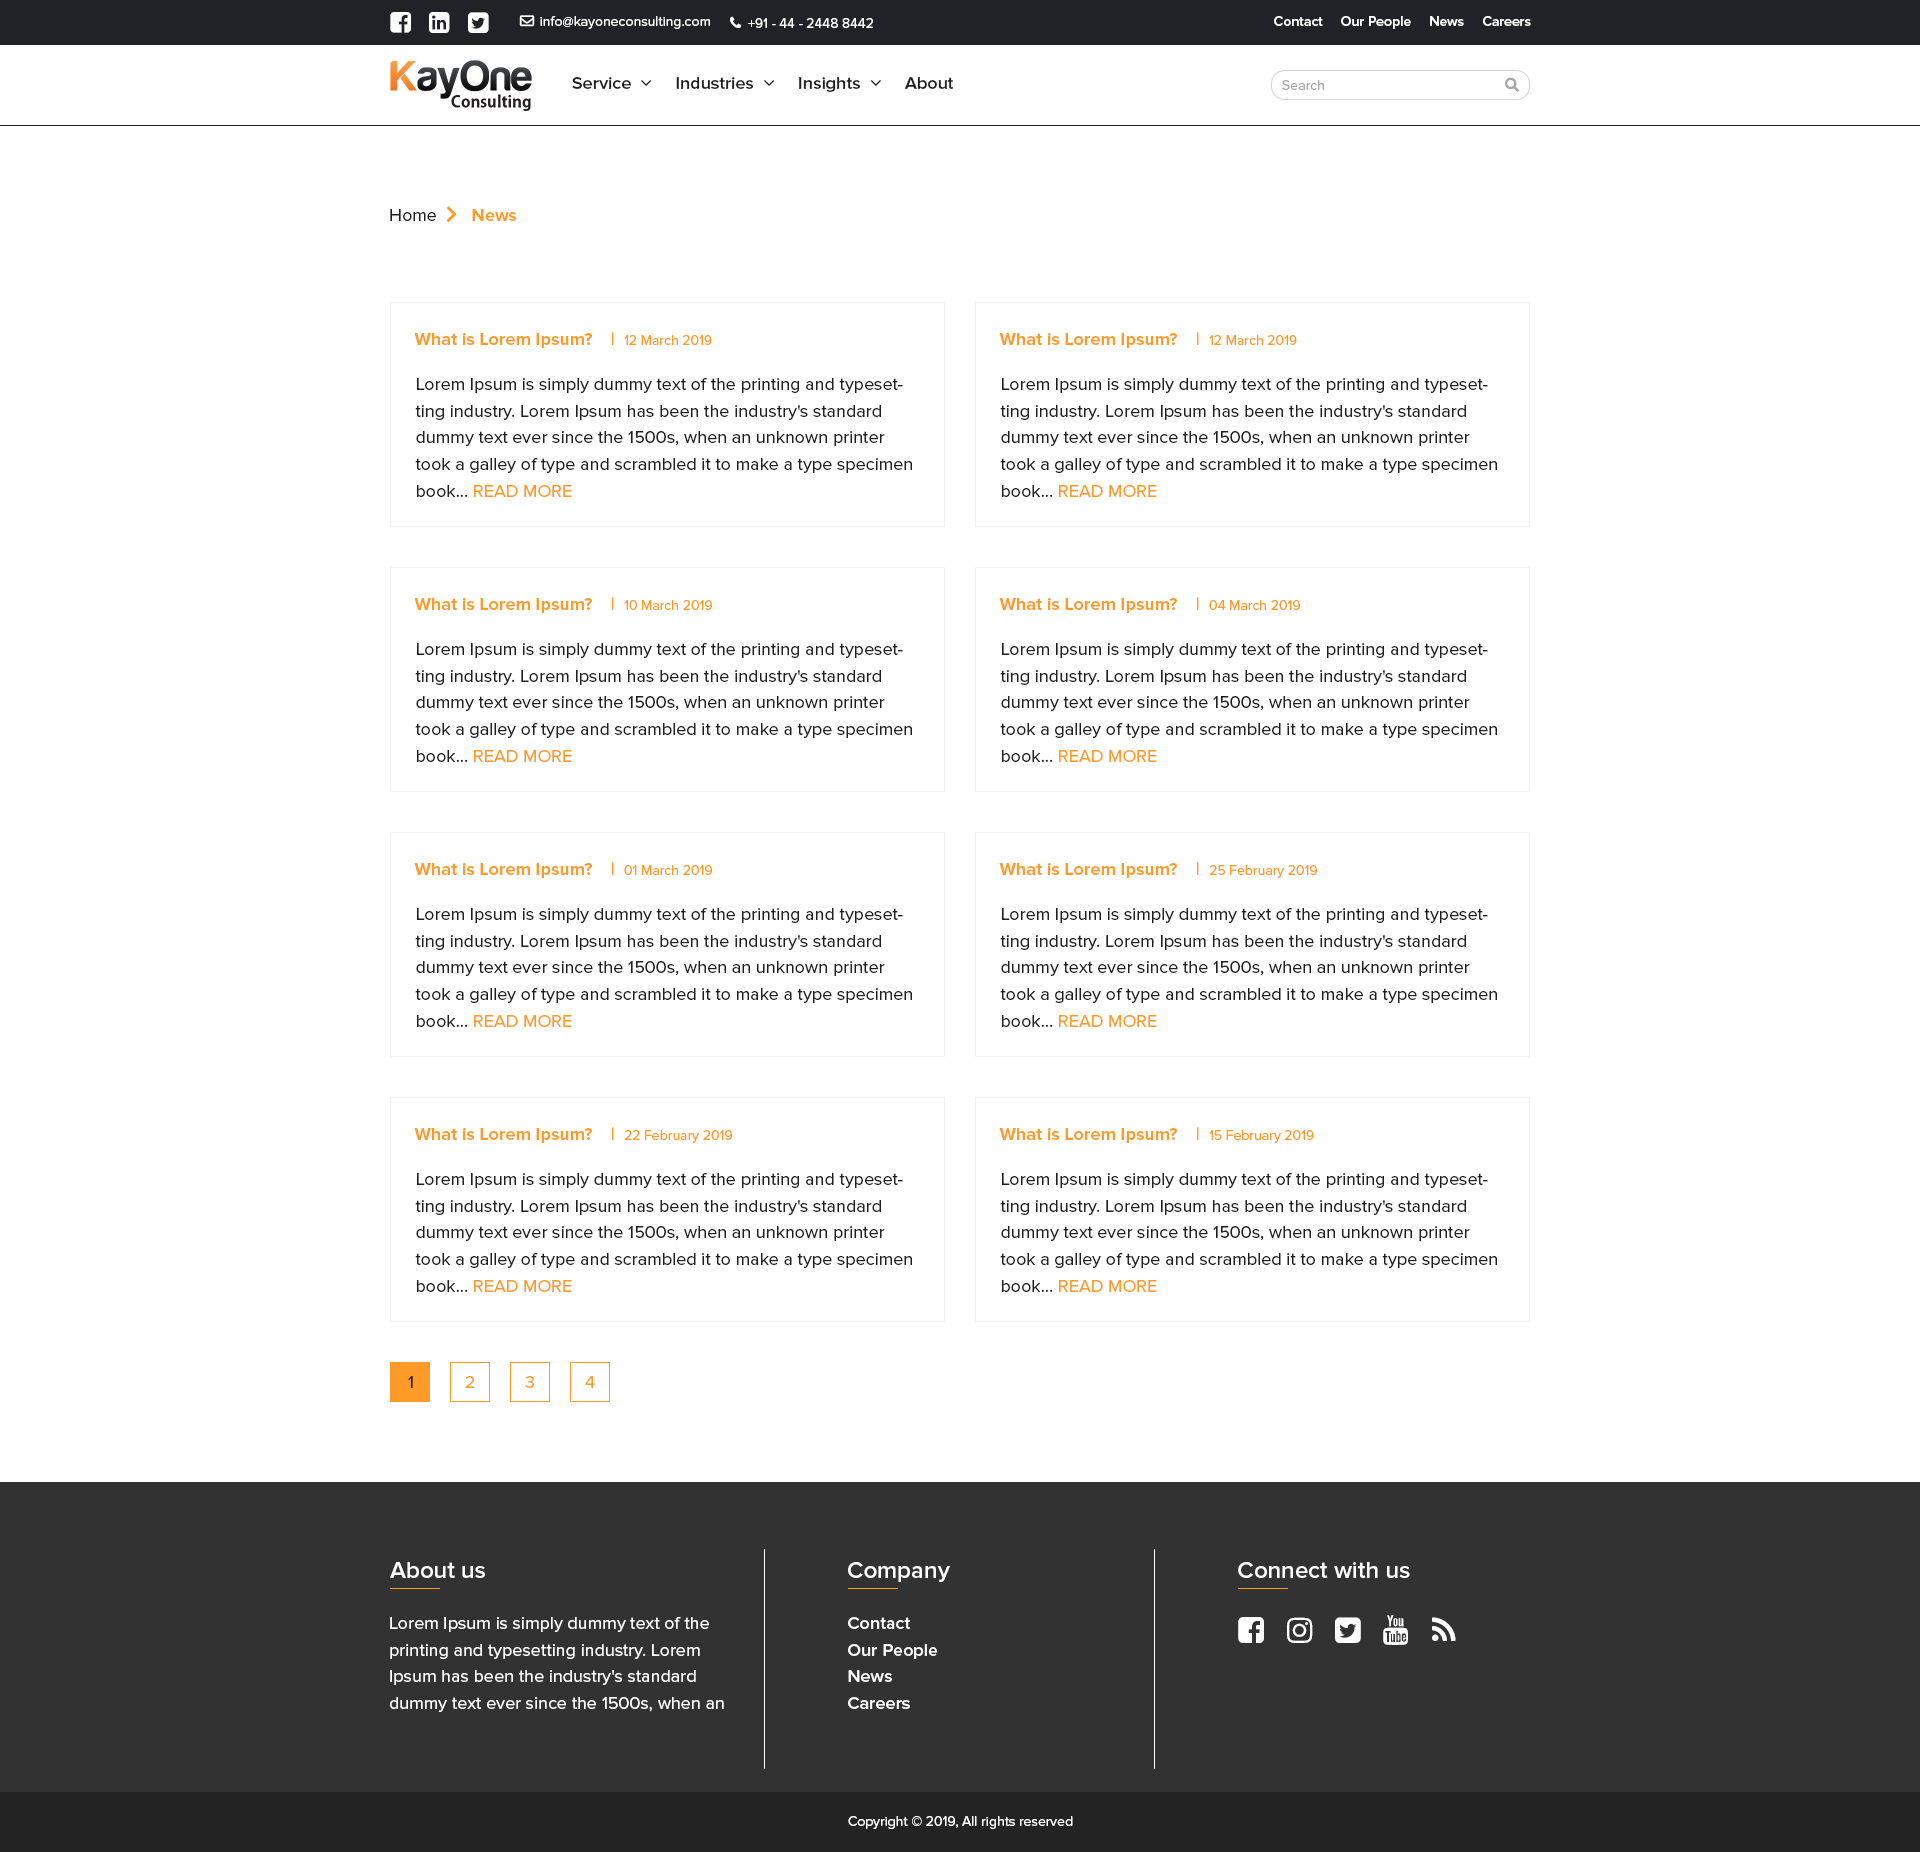 info@kayoneconsulting.com +91 - 44 - 2448 8442 Contact Our People News Careers
KayOne Consulting
Service Industries Insights About Search
Home News
What is Lorem Ipsum? | 12 March 2019
Lorem Ipsum is simply dummy text of the printing and typeset-
ting industry. Lorem Ipsum has been the industry's standard
dummy text ever since the 1500s, when an unknown printer
took a galley of type and scrambled it to make a type specimen
book... READ MORE
What is Lorem Ipsum? | 12 March 2019
Lorem Ipsum is simply dummy text of the printing and typeset-
ting industry. Lorem Ipsum has been the industry's standard
dummy text ever since the 1500s, when an unknown printer
took a galley of type and scrambled it to make a type specimen
book... READ MORE
What is Lorem Ipsum? | 10 March 2019
Lorem Ipsum is simply dummy text of the printing and typeset-
ting industry. Lorem Ipsum has been the industry's standard
dummy text ever since the 1500s, when an unknown printer
took a galley of type and scrambled it to make a type specimen
book... READ MORE
What is Lorem Ipsum? | 04 March 2019
Lorem Ipsum is simply dummy text of the printing and typeset-
ting industry. Lorem Ipsum has been the industry's standard
dummy text ever since the 1500s, when an unknown printer
took a galley of type and scrambled it to make a type specimen
book... READ MORE
What is Lorem Ipsum? | 01 March 2019
Lorem Ipsum is simply dummy text of the printing and typeset-
ting industry. Lorem Ipsum has been the industry's standard
dummy text ever since the 1500s, when an unknown printer
took a galley of type and scrambled it to make a type specimen
book... READ MORE
What is Lorem Ipsum? | 25 February 2019
Lorem Ipsum is simply dummy text of the printing and typeset-
ting industry. Lorem Ipsum has been the industry's standard
dummy text ever since the 1500s, when an unknown printer
took a galley of type and scrambled it to make a type specimen
book... READ MORE
What is Lorem Ipsum? | 22 February 2019
Lorem Ipsum is simply dummy text of the printing and typeset-
ting industry. Lorem Ipsum has been the industry's standard
dummy text ever since the 1500s, when an unknown printer
took a galley of type and scrambled it to make a type specimen
book... READ MORE
What is Lorem Ipsum? | 15 February 2019
Lorem Ipsum is simply dummy text of the printing and typeset-
ting industry. Lorem Ipsum has been the industry's standard
dummy text ever since the 1500s, when an unknown printer
took a galley of type and scrambled it to make a type specimen
book... READ MORE
1 2 3 4
About us
Lorem Ipsum is simply dummy text of the
printing and typesetting industry. Lorem
Ipsum has been the industry's standard
dummy text ever since the 1500s, when an
Company
Contact
Our People
News
Careers
Connect with us
You
Tube
Copyright © 2019, All rights reserved